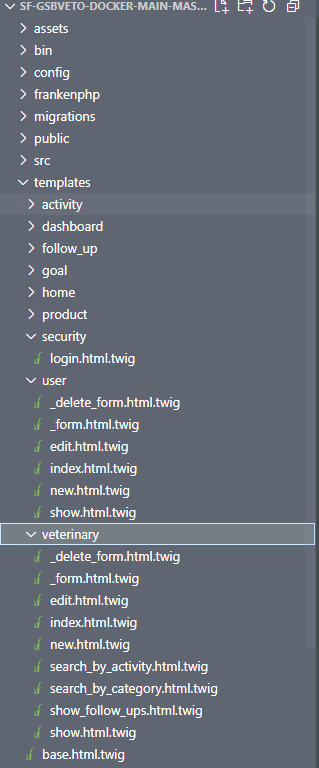 SF-GSBVETO-DOCKER-MAIN-MAS...
assets
bin
config
frankenphp
migrations
public
src
templates
activity
dashboard
follow_up
goal
home
product
security
login.html.twig
user
_delete_form.html.twig
_form.html.twig
edit.html.twig
index.html.twig
new.html.twig
show.html.twig
veterinary
_delete_form.html.twig
_form.html.twig
edit.html.twig
index.html.twig
new.html.twig
search_by_activity.html.twig
search_by_category.html.twig
show_follow_ups.html.twig
show.html.twig
base.html.twig